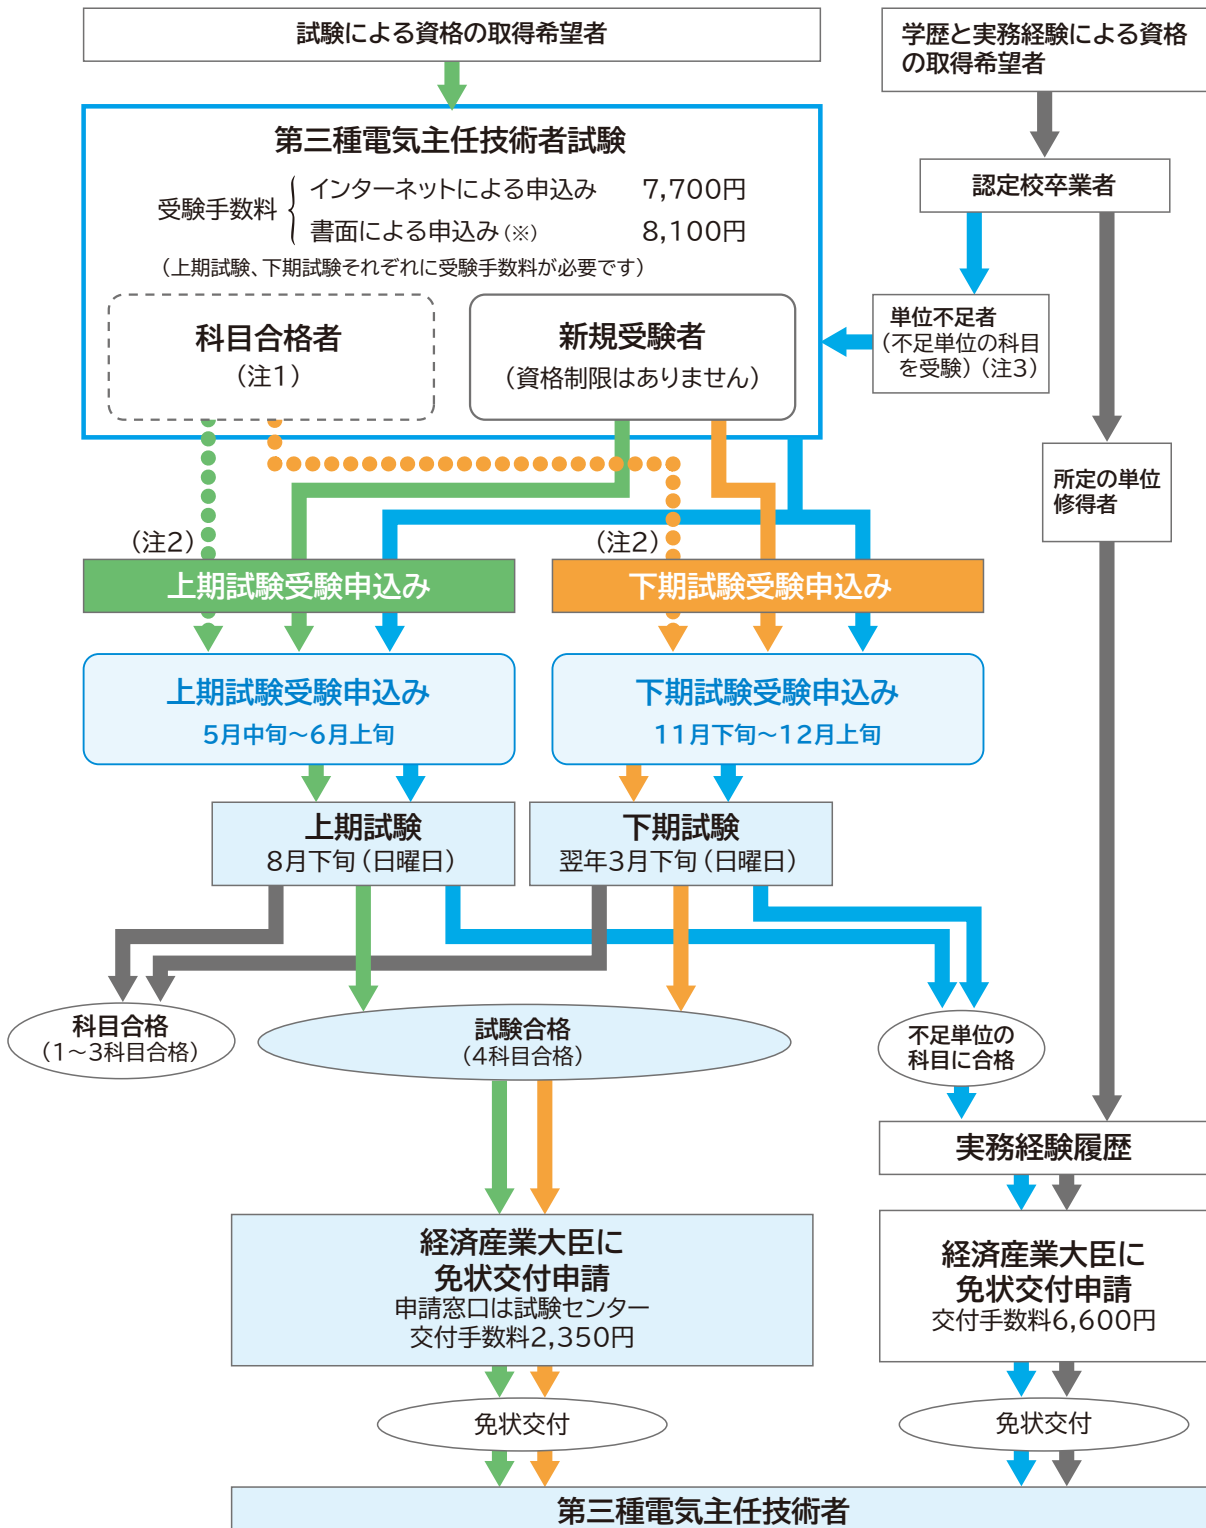 試験による資格の取得希望者
学歴と実務経験による資格
の取得希望者
第三種電気主任技術者試験
受験手数料
インターネットによる申込み 7,700円
書面による申込み(※) 8,100円
(上期試験、下期試験それぞれに受験手数料が必要です)
認定校卒業者
科目合格者
(注1)
新規受験者
(資格制限はありません)
単位不足者
(不足単位の科目
を受験)(注3)
所定の単位
修得者
(注2)
(注2)
上期試験受験申込み
下期試験受験申込み
上期試験受験申込み
5月中旬～6月上旬
下期試験受験申込み
11月下旬～12月上旬
上期試験
8月下旬(日曜日)
下期試験
翌年3月下旬(日曜日)
科目合格
(1～3科目合格)
試験合格
(4科目合格)
不足単位の
科目に合格
実務経験履歴
経済産業大臣に
免状交付申請
申請窓口は試験センター
交付手数料2,350円
経済産業大臣に
免状交付申請
交付手数料6,600円
免状交付
免状交付
第三種電気主任技術者